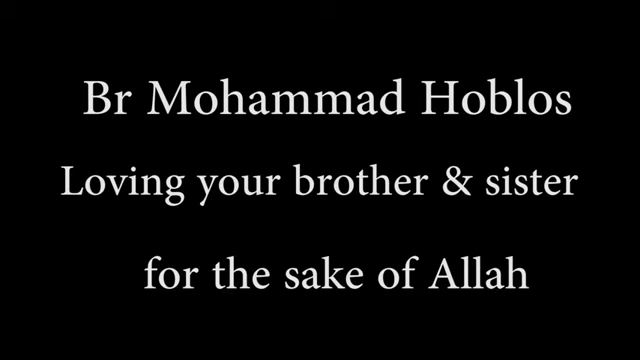 Br Mohammad Hoblos
Loving your brother & sister
for the sake of Allah